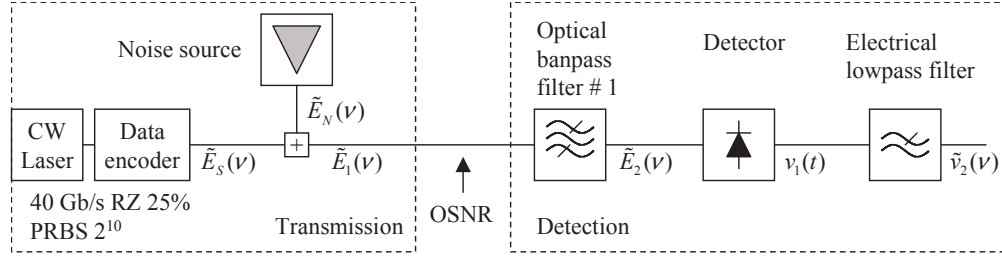 Noise source
Optical
banpass
filter # 1
Detector
Electrical
lowpass filter
Ẽ_N(ν)
CW
Laser
Data
encoder
+
Ẽ_S(ν)
Ẽ_1(ν)
Ẽ_2(ν)
v_1(t)
ṽ_2(ν)
40 Gb/s RZ 25%
PRBS 2^10
Transmission
OSNR
Detection